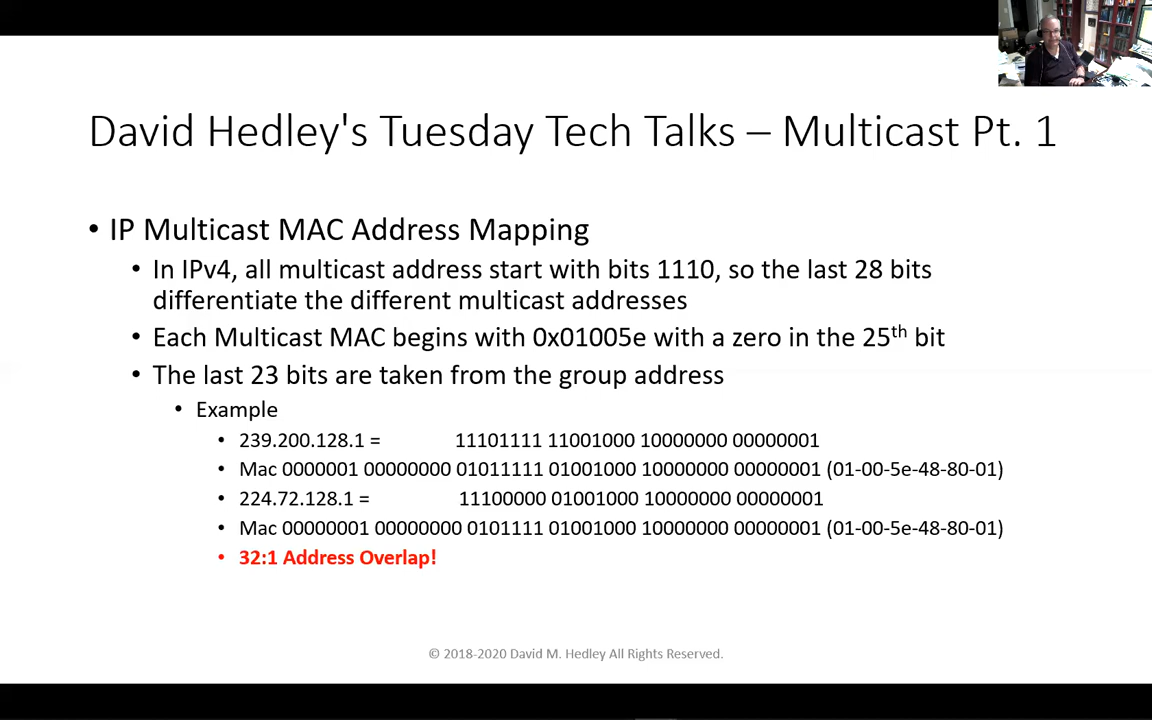 David Hedley's Tuesday Tech Talks – Multicast Pt. 1
• IP Multicast MAC Address Mapping
• In IPv4, all multicast address start with bits 1110, so the last 28 bits
differentiate the different multicast addresses
• Each Multicast MAC begins with 0x01005e with a zero in the 25th bit
• The last 23 bits are taken from the group address
• Example
• 239.200.128.1 = 11101111 11001000 10000000 00000001
• Mac 0000001 00000000 01011111 01001000 10000000 00000001 (01-00-5e-48-80-01)
• 224.72.128.1 = 11100000 01001000 10000000 00000001
• Mac 00000001 00000000 0101111 01001000 10000000 00000001 (01-00-5e-48-80-01)
• 32:1 Address Overlap!
© 2018-2020 David M. Hedley All Rights Reserved.